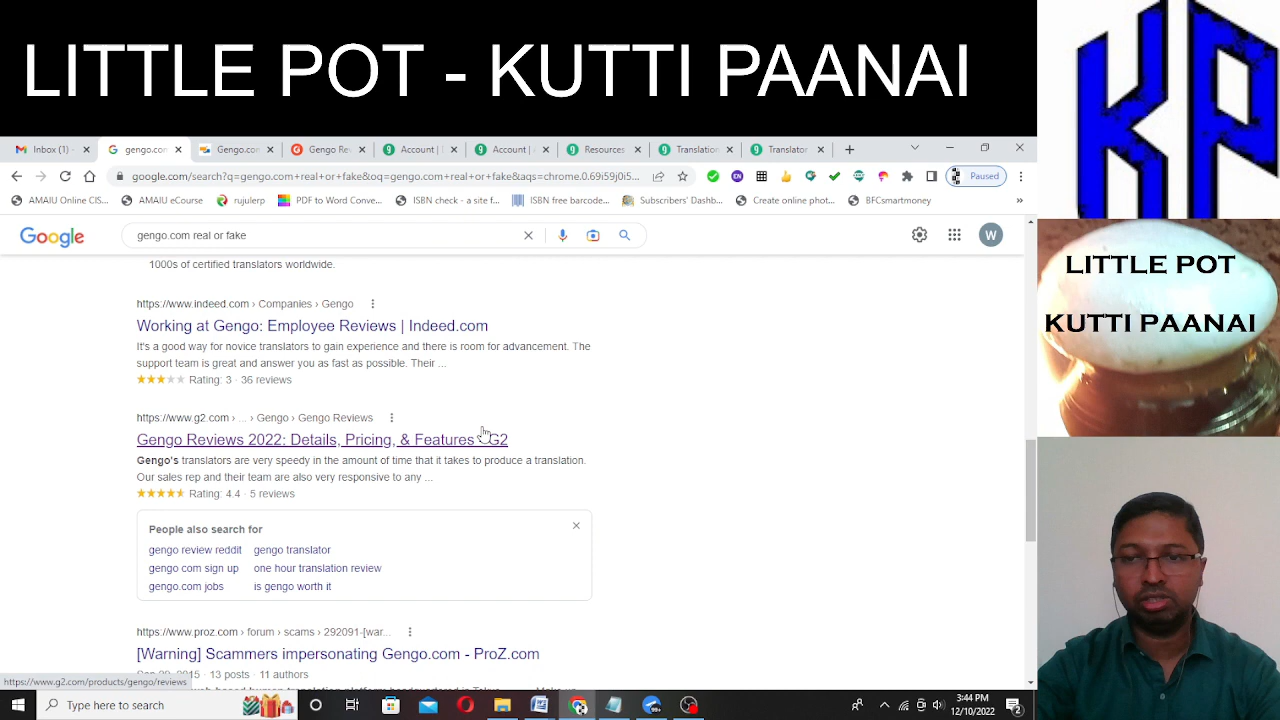 LITTLE POT - KUTTI PAANAI
KP
Inbox (1)
gengo.com
Gengo.com
Gengo Re
Account |
Account |
Resources
Translation
Translator
google.com/search?q=gengo.com+real+or+fake&oq=gengo.com+real+or+fake&aqs=chrome.0.69i59j0i5...
Paused
AMAIU Online CIS...
AMAIU eCourse
rujulerp
PDF to Word Conve...
ISBN check - a site f...
ISBN free barcode...
Subscribers' Dashb...
Create online phot...
BFCsmartmoney
»
Google
gengo.com real or fake
W
1000s of certified translators worldwide.
https://www.indeed.com › Companies › Gengo
Working at Gengo: Employee Reviews | Indeed.com
It's a good way for novice translators to gain experience and there is room for advancement. The
support team is great and answer you as fast as possible. Their ...
Rating: 3 · 36 reviews
https://www.g2.com › ... › Gengo › Gengo Reviews
Gengo Reviews 2022: Details, Pricing, & Features - G2
Gengo's translators are very speedy in the amount of time that it takes to produce a translation.
Our sales rep and their team are also very responsive to any ...
Rating: 4.4 · 5 reviews
People also search for
gengo review reddit
gengo translator
gengo com sign up
one hour translation review
gengo.com jobs
is gengo worth it
https://www.proz.com › forum › scams › 292091-[war...
[Warning] Scammers impersonating Gengo.com - ProZ.com
2015 · 13 posts · 11 authors
https://www.g2.com/products/gengo/reviews
LITTLE POT
KUTTI PAANAI
Type here to search
3:44 PM
12/10/2022
2